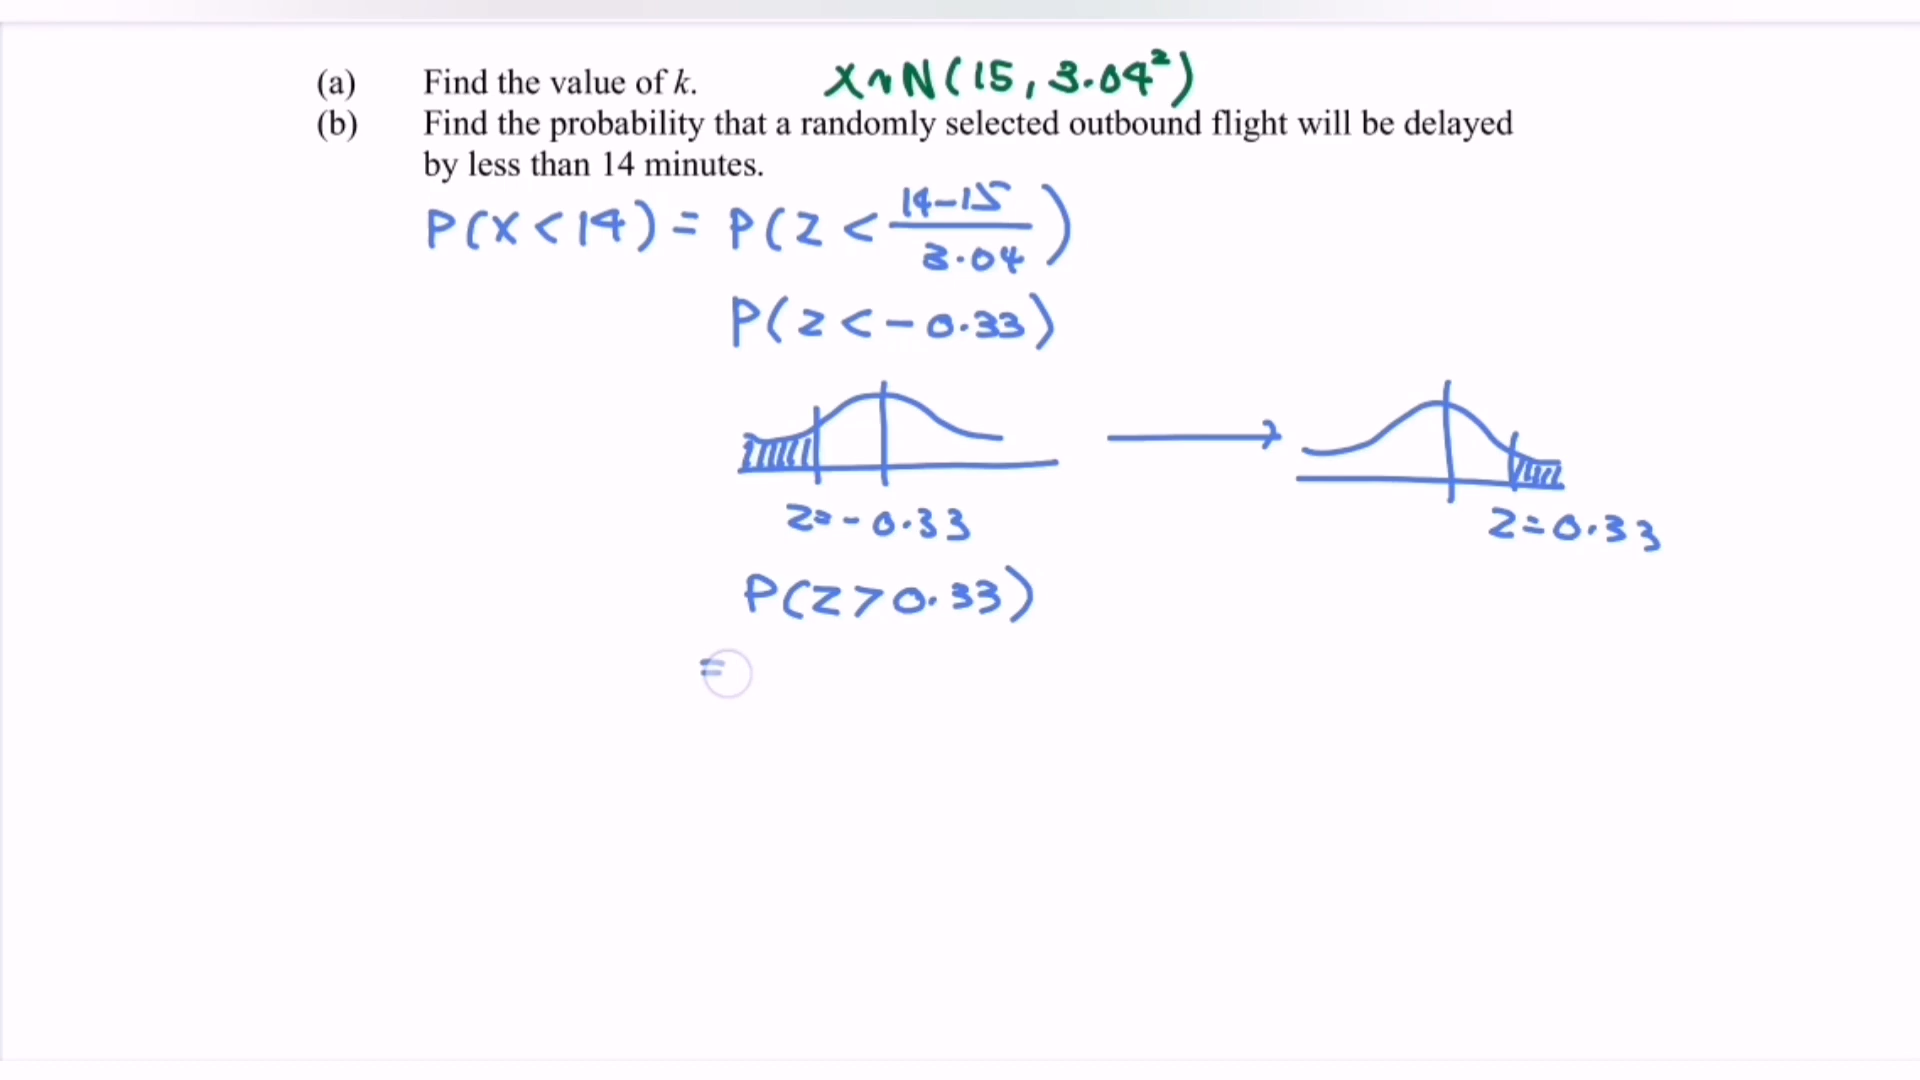 (a) Find the value of k. X ~ N(15, 3.04²)
(b) Find the probability that a randomly selected outbound flight will be delayed
by less than 14 minutes.
P(X < 14) = P(Z < (14-15)/3.04)
P(Z < -0.33)
Z = -0.33
Z = 0.33
P(Z > 0.33)
=